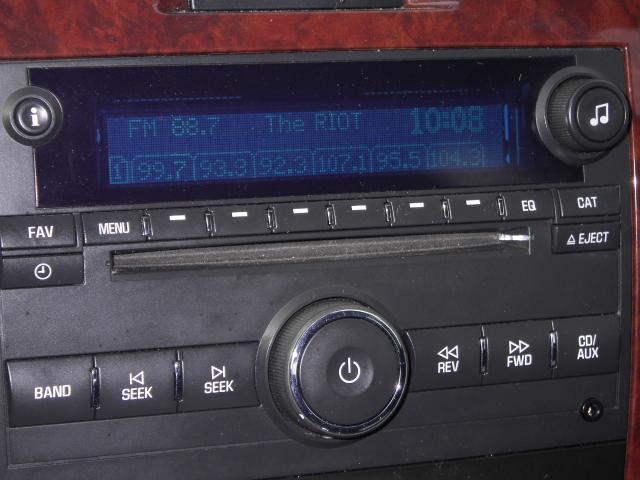 i
FM 88.7 The RIOT 10:08
1 99.7 93.3 92.3 107.1 95.5 104.3
FAV MENU EQ CAT
EJECT
BAND SEEK SEEK REV FWD CD/
AUX